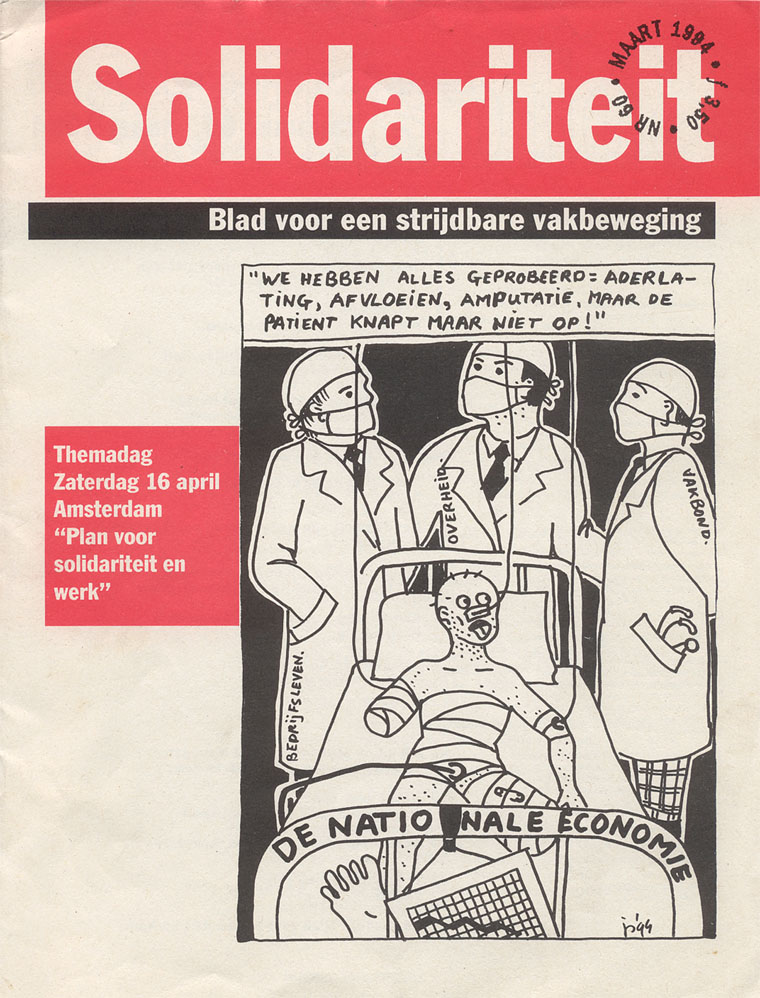 Solidariteit
NR 60 • MAART 1994 • ƒ 3,50 •
Blad voor een strijdbare vakbeweging
"WE HEBBEN ALLES GEPROBEERD: ADERLA-
TING, AFVLOEIEN, AMPUTATIE, MAAR DE
PATIENT KNAPT MAAR NIET OP!"
Themadag
Zaterdag 16 april
Amsterdam
“Plan voor
solidariteit en
werk”
OVERHEID.
VAKBOND.
BEDRIJFSLEVEN.
DE NATIONALE ECONOMIE